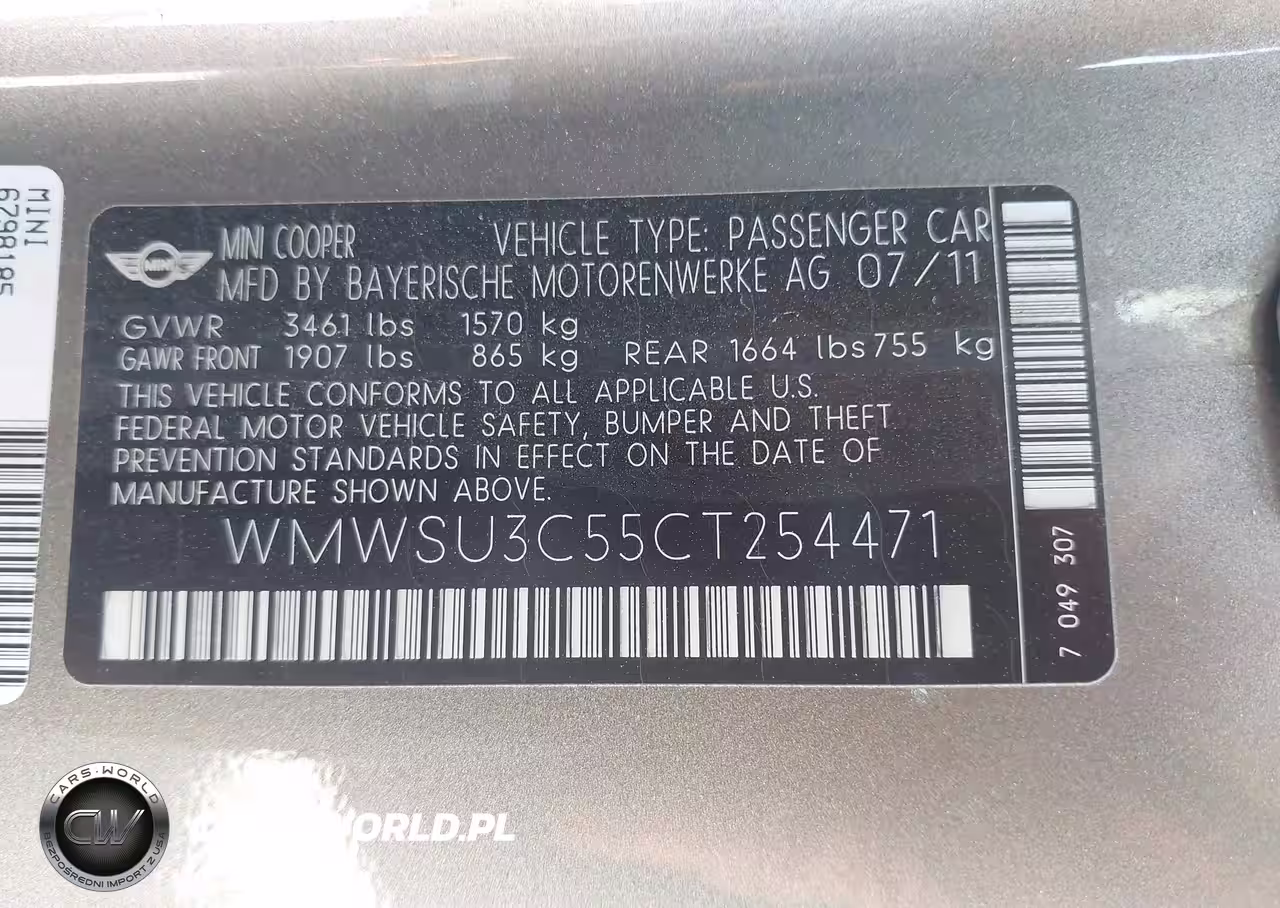 MINI
6298185
MINI
MINI COOPER VEHICLE TYPE: PASSENGER CAR
MFD BY BAYERISCHE MOTORENWERKE AG 07/11
GVWR 3461 lbs 1570 kg
GAWR FRONT 1907 lbs 865 kg REAR 1664 lbs 755 kg
THIS VEHICLE CONFORMS TO ALL APPLICABLE U.S.
FEDERAL MOTOR VEHICLE SAFETY, BUMPER AND THEFT
PREVENTION STANDARDS IN EFFECT ON THE DATE OF
MANUFACTURE SHOWN ABOVE.
WMWSU3C55CT254471
7 049 307
CARS-WORLD
CW
BEZPOŚREDNI IMPORT Z USA
WORLD.PL